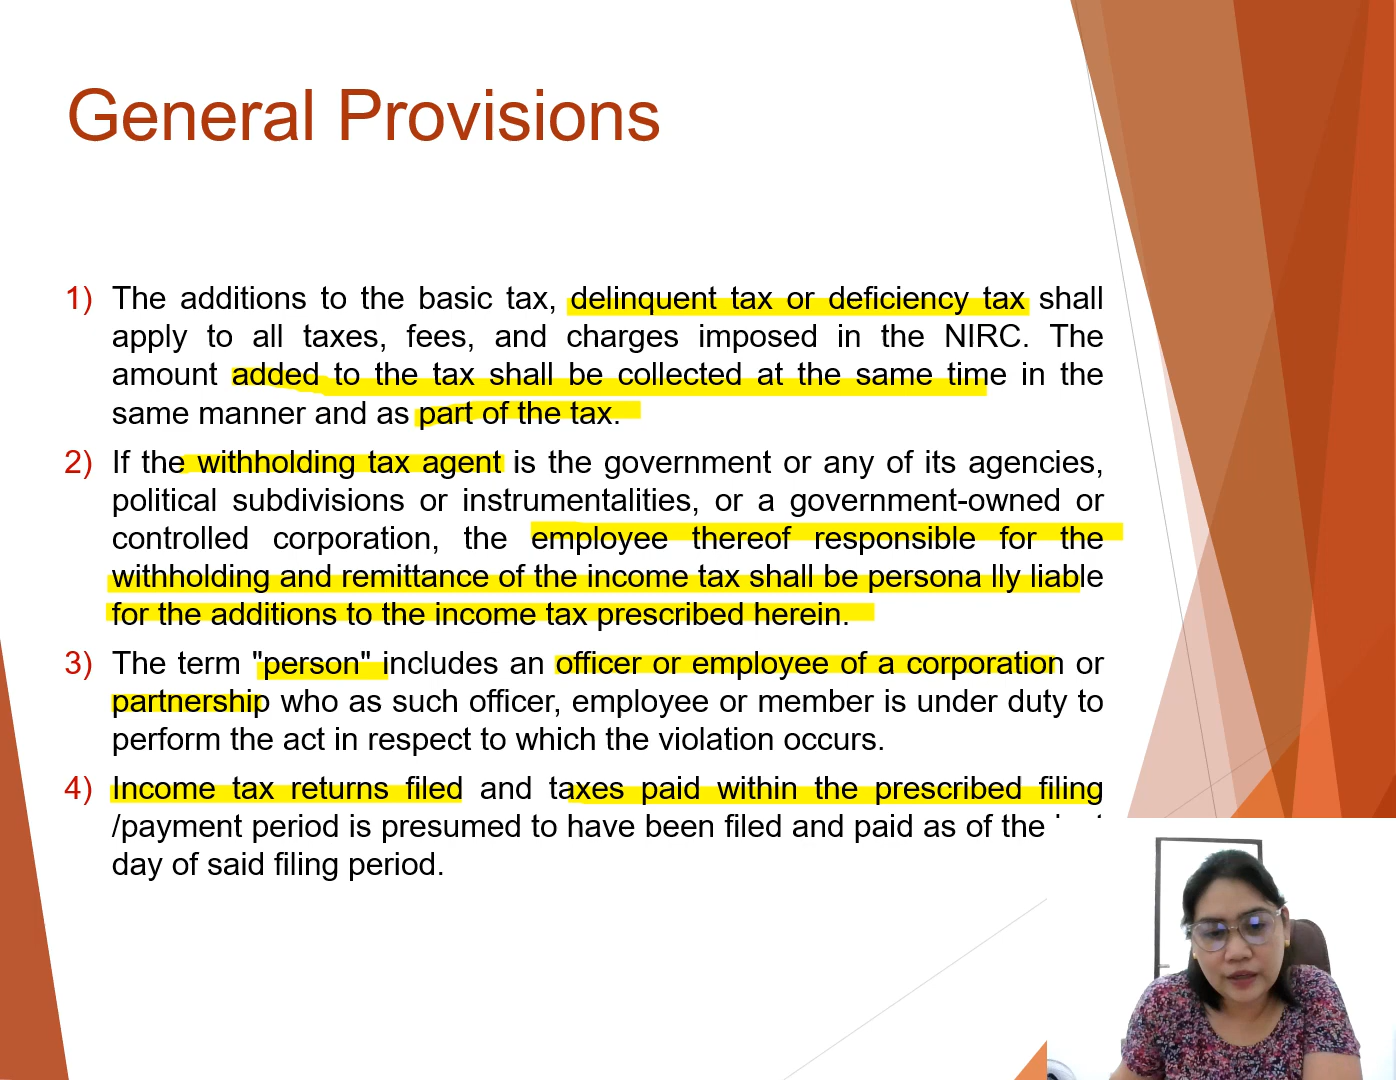 General Provisions
1) The additions to the basic tax, delinquent tax or deficiency tax shall
apply to all taxes, fees, and charges imposed in the NIRC. The
amount added to the tax shall be collected at the same time in the
same manner and as part of the tax.
2) If the withholding tax agent is the government or any of its agencies,
political subdivisions or instrumentalities, or a government-owned or
controlled corporation, the employee thereof responsible for the
withholding and remittance of the income tax shall be persona lly liable
for the additions to the income tax prescribed herein.
3) The term "person" includes an officer or employee of a corporation or
partnership who as such officer, employee or member is under duty to
perform the act in respect to which the violation occurs.
4) Income tax returns filed and taxes paid within the prescribed filing
/payment period is presumed to have been filed and paid as of the
day of said filing period.